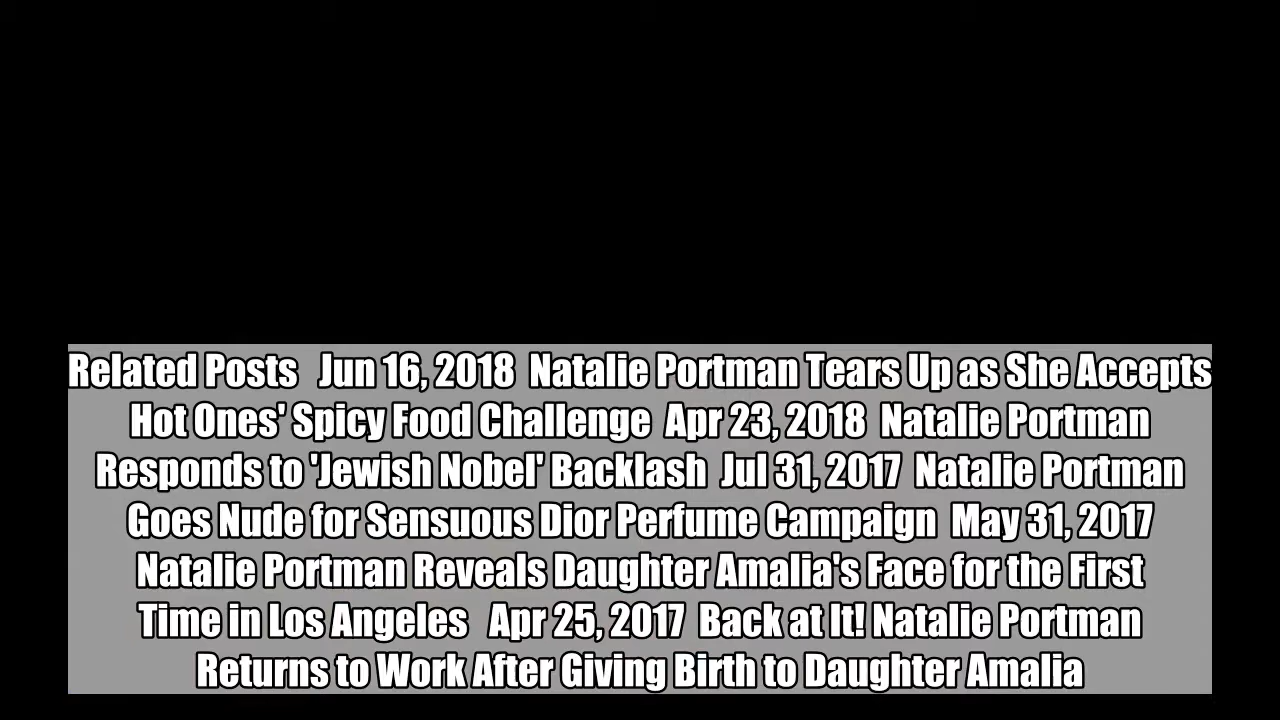 Related Posts   Jun 16, 2018  Natalie Portman Tears Up as She Accepts
Hot Ones' Spicy Food Challenge  Apr 23, 2018  Natalie Portman
Responds to 'Jewish Nobel' Backlash  Jul 31, 2017  Natalie Portman
Goes Nude for Sensuous Dior Perfume Campaign  May 31, 2017
Natalie Portman Reveals Daughter Amalia's Face for the First
Time in Los Angeles   Apr 25, 2017  Back at It! Natalie Portman
Returns to Work After Giving Birth to Daughter Amalia